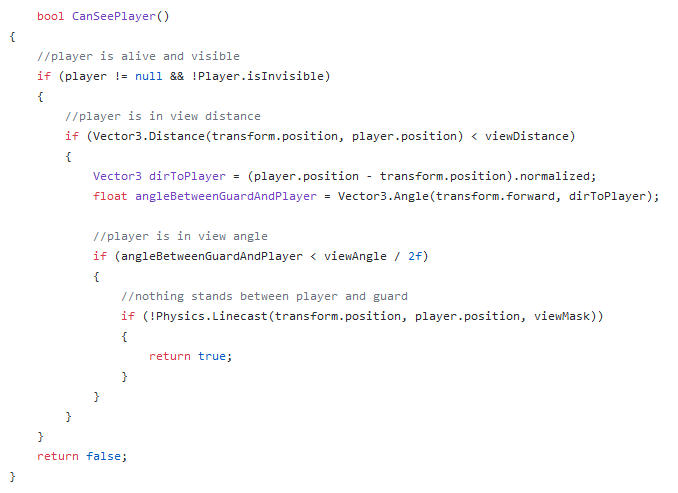 bool CanSeePlayer()
{
    //player is alive and visible
    if (player != null && !Player.isInvisible)
    {
        //player is in view distance
        if (Vector3.Distance(transform.position, player.position) < viewDistance)
        {
            Vector3 dirToPlayer = (player.position - transform.position).normalized;
            float angleBetweenGuardAndPlayer = Vector3.Angle(transform.forward, dirToPlayer);

            //player is in view angle
            if (angleBetweenGuardAndPlayer < viewAngle / 2f)
            {
                //nothing stands between player and guard
                if (!Physics.Linecast(transform.position, player.position, viewMask))
                {
                    return true;
                }
            }
        }
    }
    return false;
}